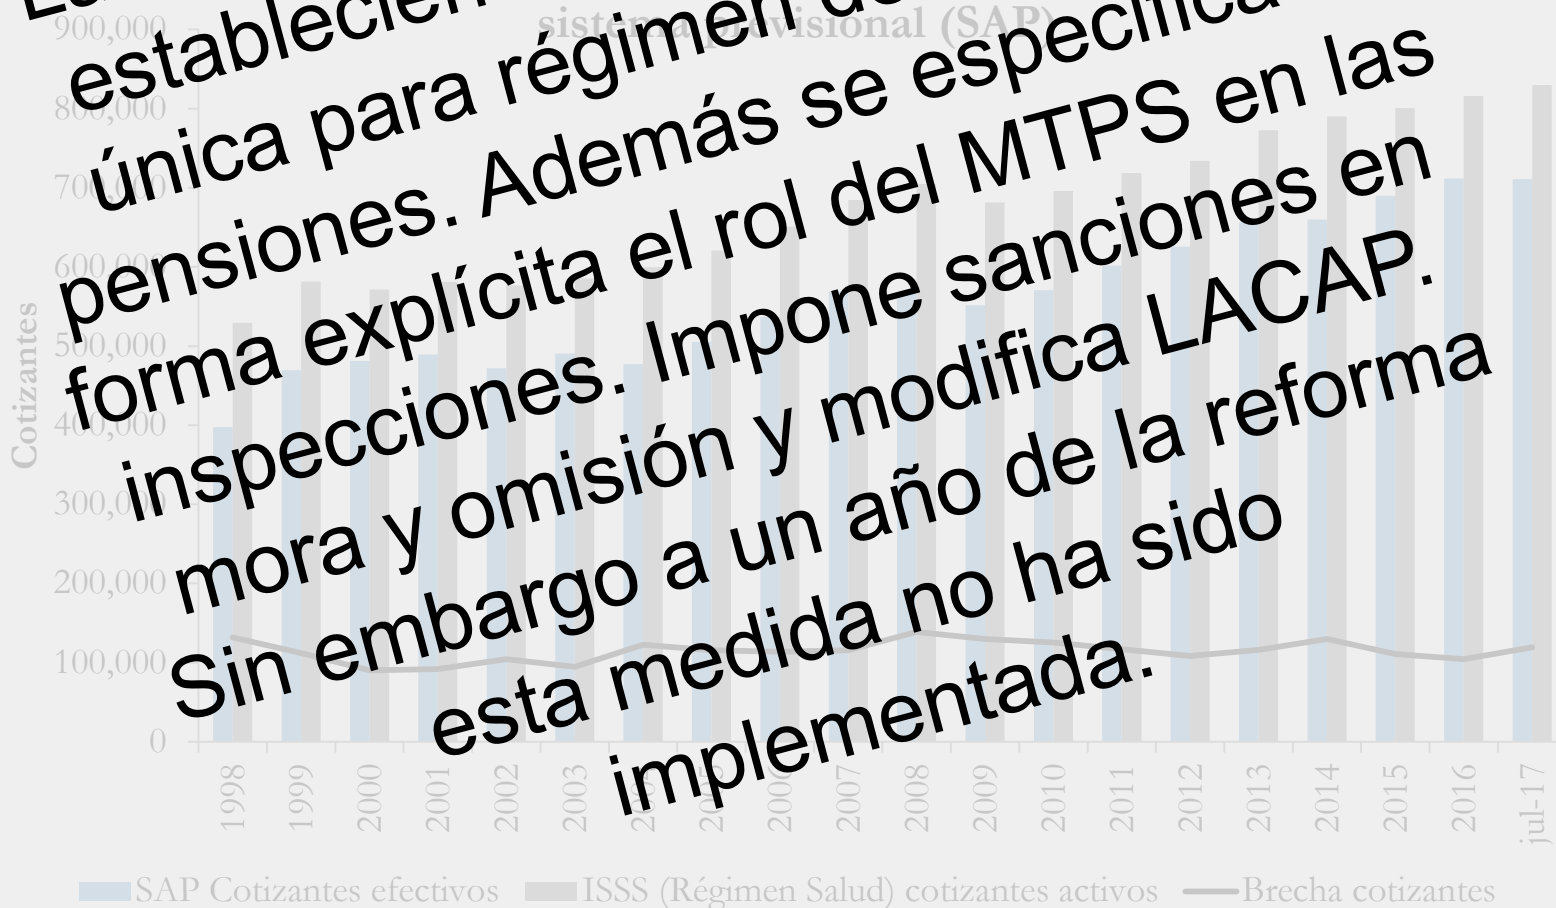 sistema previsional (SAP)
única para régimen de
pensiones. Además se especifica
forma explícita el rol del MTPS en las
inspecciones. Impone sanciones en
mora y omisión y modifica LACAP.
Sin embargo a un año de la reforma
esta medida no ha sido
implementada.
Cotizantes
900,000
800,000
700,000
600,000
500,000
400,000
300,000
200,000
100,000
0
1998
1999
2000
2001
2002
2003
2005
2006
2007
2008
2009
2010
2011
2012
2013
2014
2015
2016
jul-17
SAP Cotizantes efectivos
ISSS (Régimen Salud) cotizantes activos
Brecha cotizantes